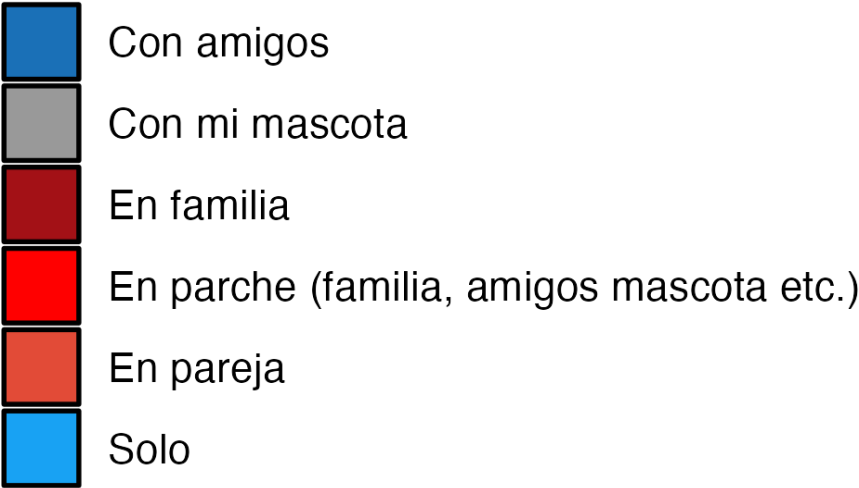 Con amigos
Con mi mascota
En familia
En parche (familia, amigos mascota etc.)
En pareja
Solo